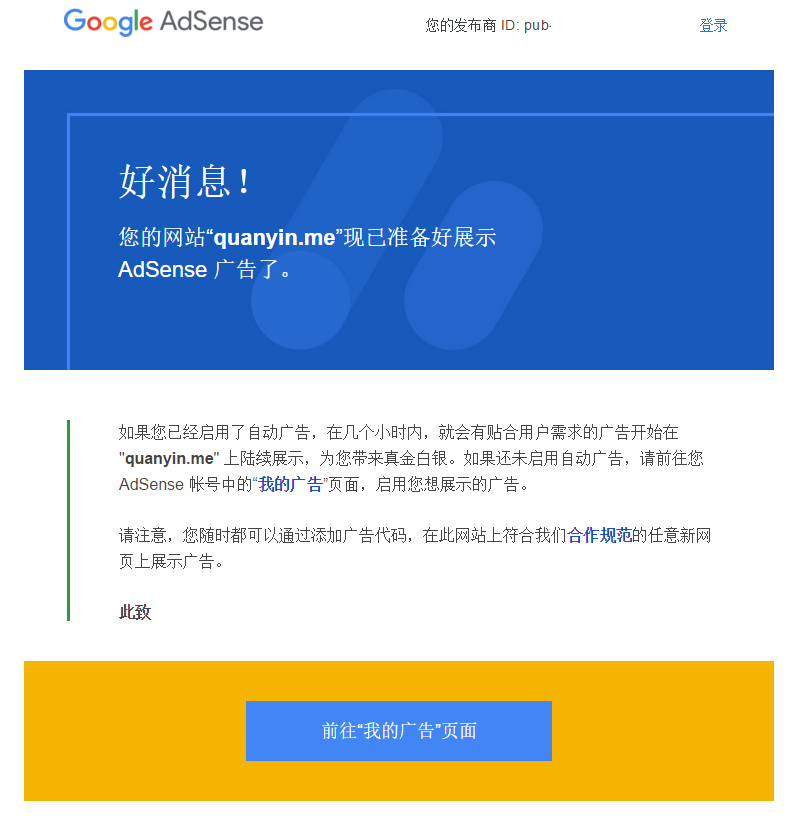 Google AdSense
您的发布商 ID: pub-
登录
好消息！
您的网站“quanyin.me”现已准备好展示
AdSense 广告了。
如果您已经启用了自动广告，在几个小时内，就会有贴合用户需求的广告开始在
"quanyin.me" 上陆续展示，为您带来真金白银。如果还未启用自动广告，请前往您
AdSense 帐号中的“我的广告”页面，启用您想展示的广告。
请注意，您随时都可以通过添加广告代码，在此网站上符合我们合作规范的任意新网
页上展示广告。
此致
前往“我的广告”页面